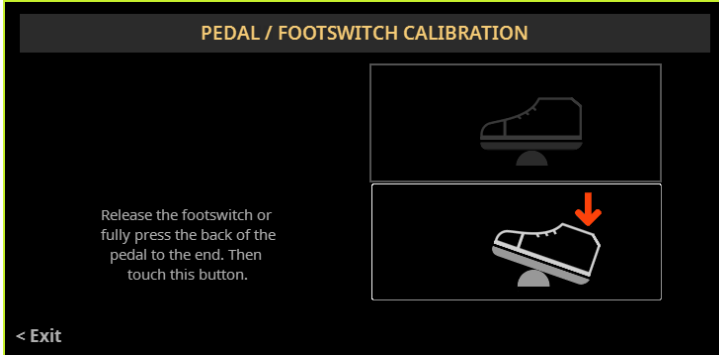 PEDAL / FOOTSWITCH CALIBRATION
Release the footswitch or
fully press the back of the
pedal to the end. Then
touch this button.
< Exit